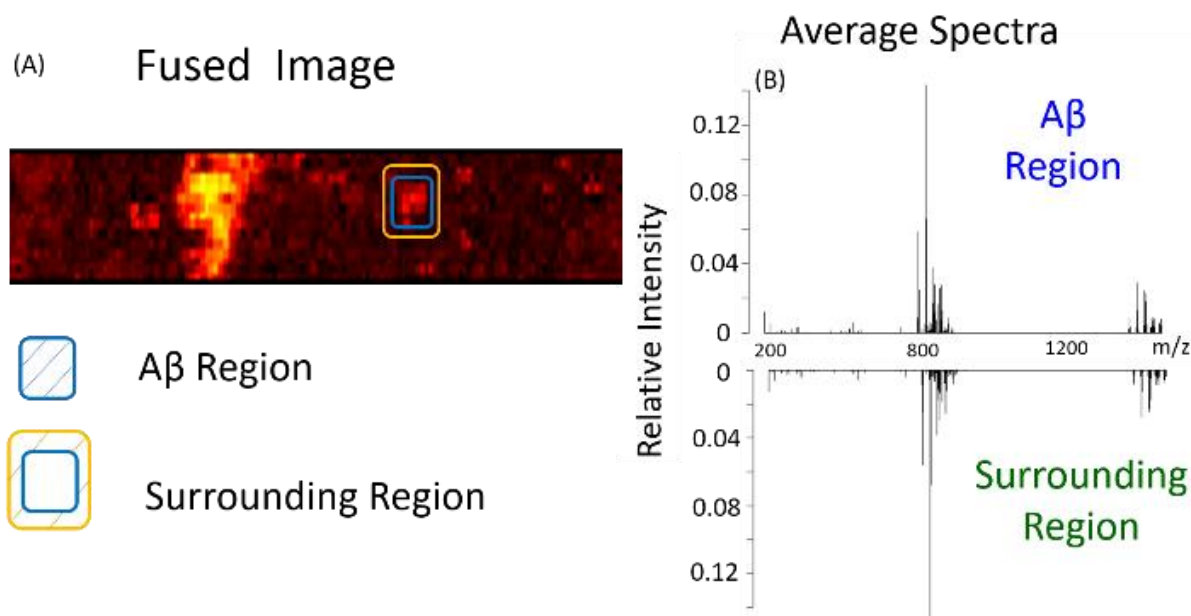 (A) Fused Image
Aβ Region
Surrounding Region
Average Spectra
(B)
Aβ
Region
Relative Intensity
0.12
0.08
0.04
0
200 800 1200 m/z
0
0.04
0.08
0.12
Surrounding
Region